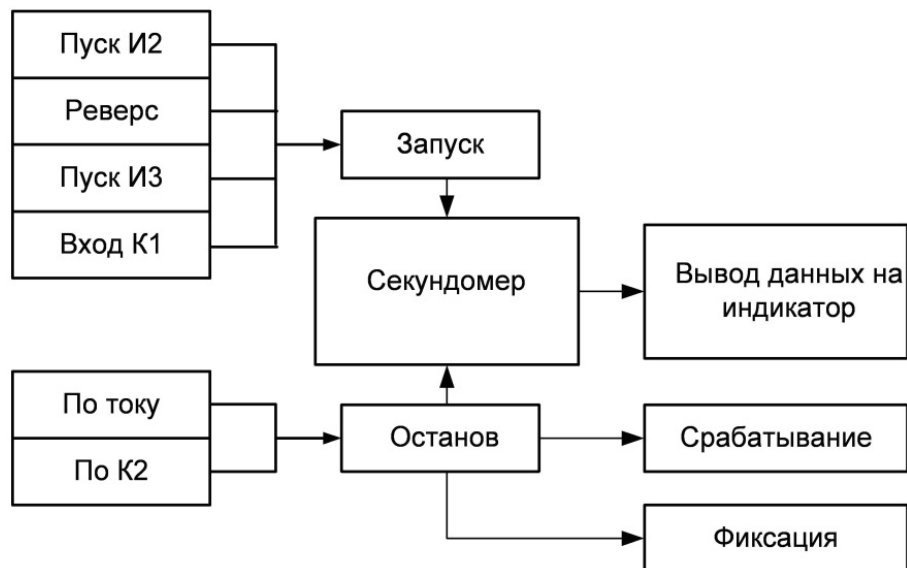 Пуск И2
Реверс
Пуск И3
Вход К1
Запуск
Секундомер
Вывод данных на
индикатор
По току
По К2
Останов
Срабатывание
Фиксация